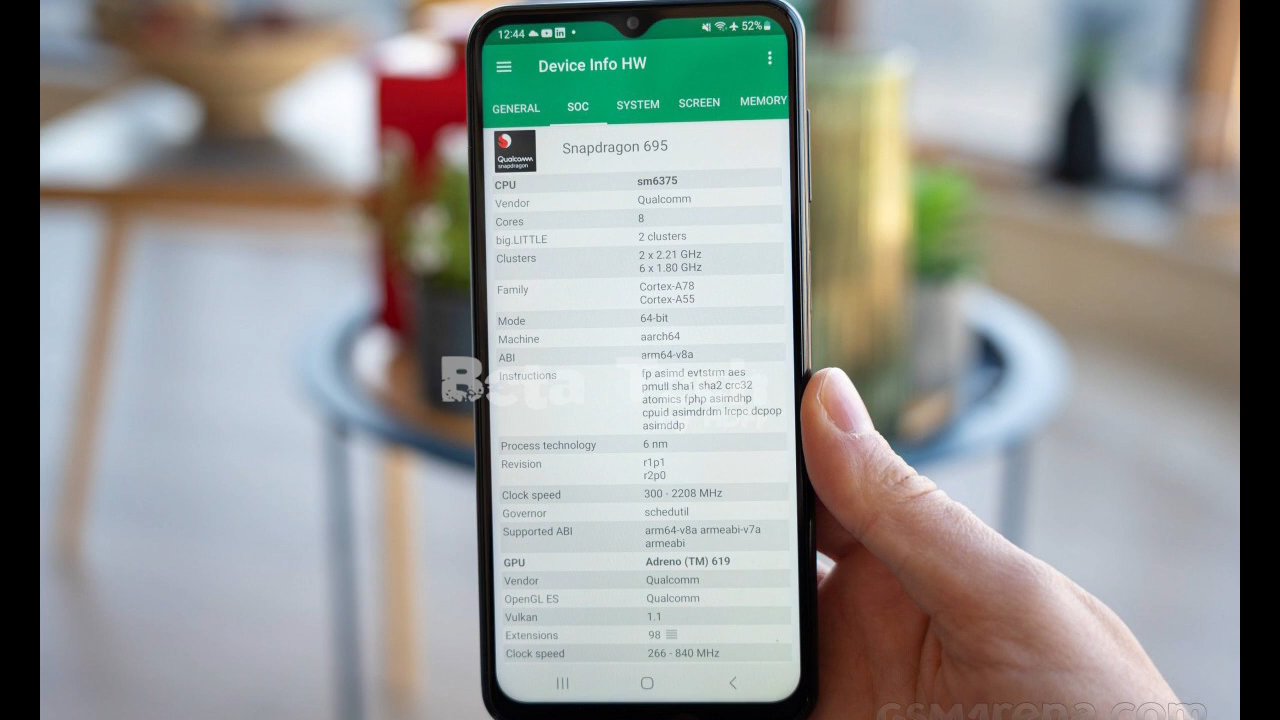 12:44 52%
Device Info HW
GENERAL SOC SYSTEM SCREEN MEMORY
Qualcomm
snapdragon
Snapdragon 695
CPU sm6375
Vendor Qualcomm
Cores 8
big.LITTLE 2 clusters
Clusters 2 x 2.21 GHz
6 x 1.80 GHz
Family Cortex-A78
Cortex-A55
Mode 64-bit
Machine aarch64
ABI arm64-v8a
Instructions fp asimd evtstrm aes
pmull sha1 sha2 crc32
atomics fphp asimdhp
cpuid asimdrdm lrcpc dcpop
asimddp
Beta
Process technology 6 nm
Revision r1p1
r2p0
Clock speed 300 - 2208 MHz
Governor schedutil
Supported ABI arm64-v8a armeabi-v7a
armeabi
GPU Adreno (TM) 619
Vendor Qualcomm
OpenGL ES Qualcomm
Vulkan 1.1
Extensions 98
Clock speed 266 - 840 MHz
GSMArena.com